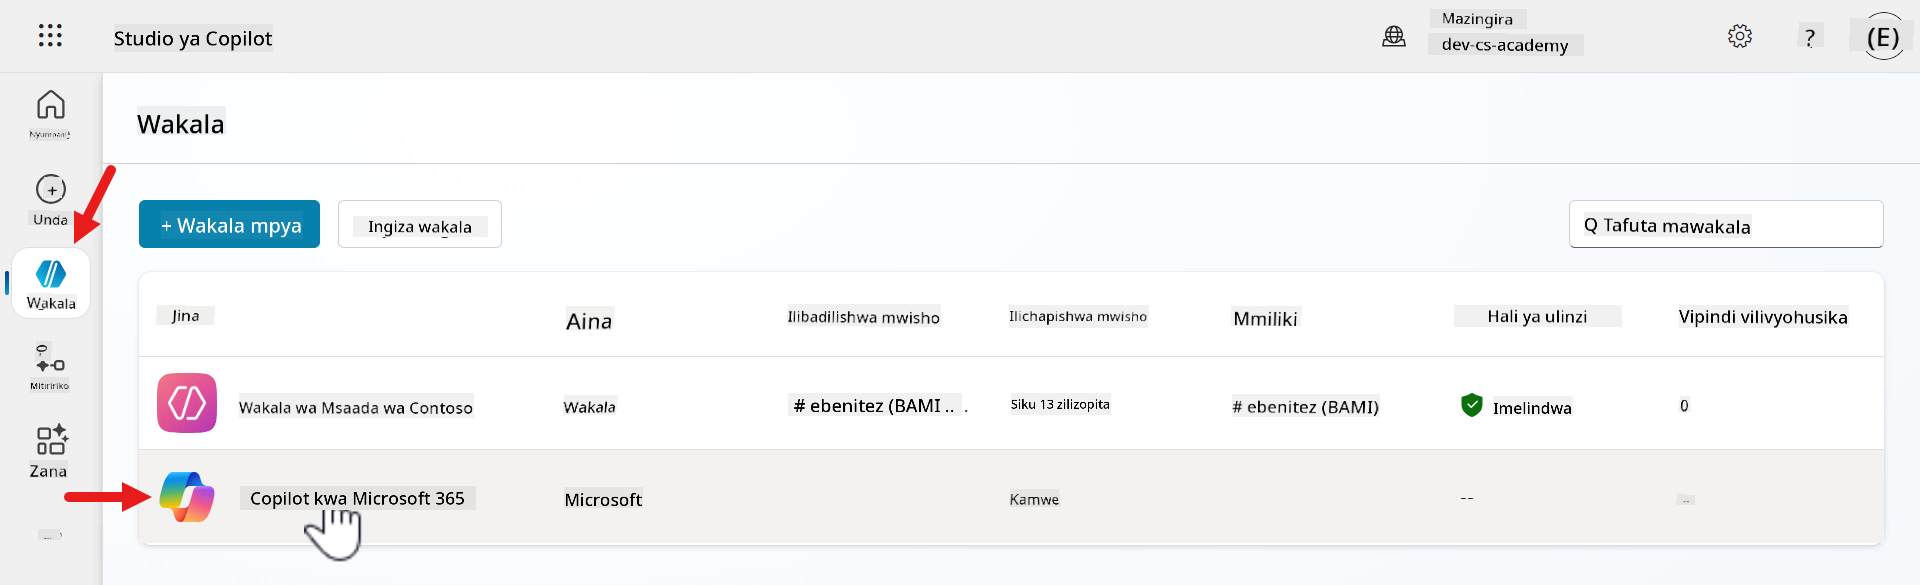 Studio ya Copilot
Mazingira
dev-cs-academy
?
(E)
Nyumbani
Unda
Wakala
Mitiririko
Zana
...
Wakala
+ Wakala mpya
Ingiza wakala
Q Tafuta mawakala
Jina
Aina
Ilibadilishwa mwisho
Ilichapishwa mwisho
Mmiliki
Hali ya ulinzi
Vipindi vilivyohusika
Wakala wa Msaada wa Contoso
Wakala
# ebenitez (BAMI .. .
Siku 13 zilizopita
# ebenitez (BAMI)
Imelindwa
0
Copilot kwa Microsoft 365
Microsoft
Kamwe
--
--